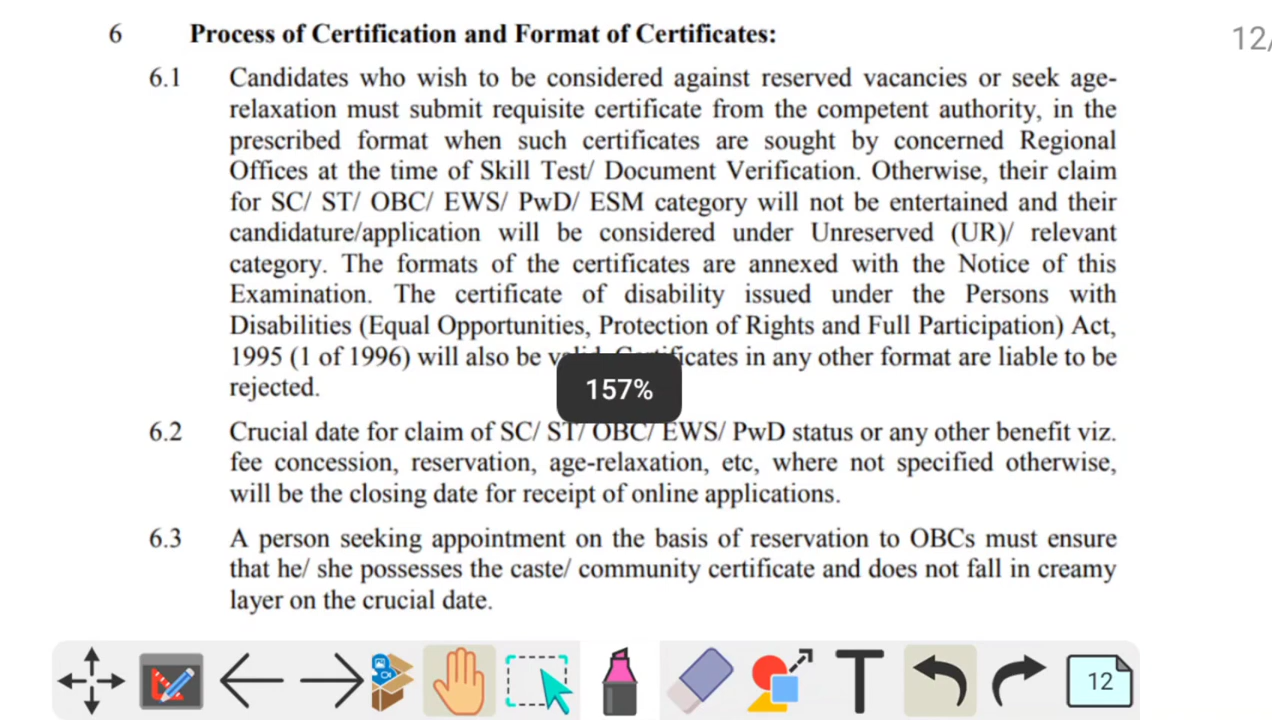 6 Process of Certification and Format of Certificates:
12/
6.1 Candidates who wish to be considered against reserved vacancies or seek age-
relaxation must submit requisite certificate from the competent authority, in the
prescribed format when such certificates are sought by concerned Regional
Offices at the time of Skill Test/ Document Verification. Otherwise, their claim
for SC/ ST/ OBC/ EWS/ PwD/ ESM category will not be entertained and their
candidature/application will be considered under Unreserved (UR)/ relevant
category. The formats of the certificates are annexed with the Notice of this
Examination. The certificate of disability issued under the Persons with
Disabilities (Equal Opportunities, Protection of Rights and Full Participation) Act,
1995 (1 of 1996) will also be valid. Certificates in any other format are liable to be
rejected.
157%
6.2 Crucial date for claim of SC/ ST/ OBC/ EWS/ PwD status or any other benefit viz.
fee concession, reservation, age-relaxation, etc, where not specified otherwise,
will be the closing date for receipt of online applications.
6.3 A person seeking appointment on the basis of reservation to OBCs must ensure
that he/ she possesses the caste/ community certificate and does not fall in creamy
layer on the crucial date.
T
12